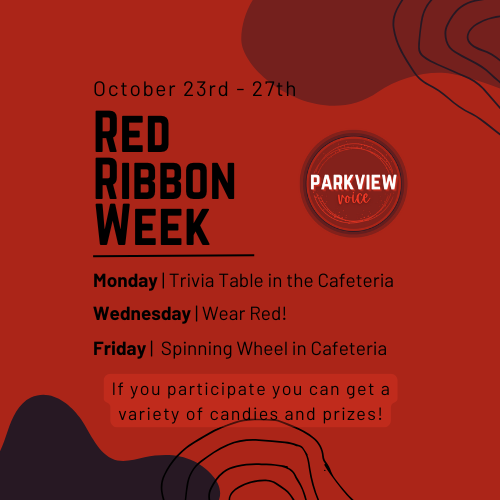 October 23rd - 27th
RED
RIBBON
WEEK
PARKVIEW
voice
Monday | Trivia Table in the Cafeteria
Wednesday | Wear Red!
Friday | Spinning Wheel in Cafeteria
If you participate you can get a
variety of candies and prizes!